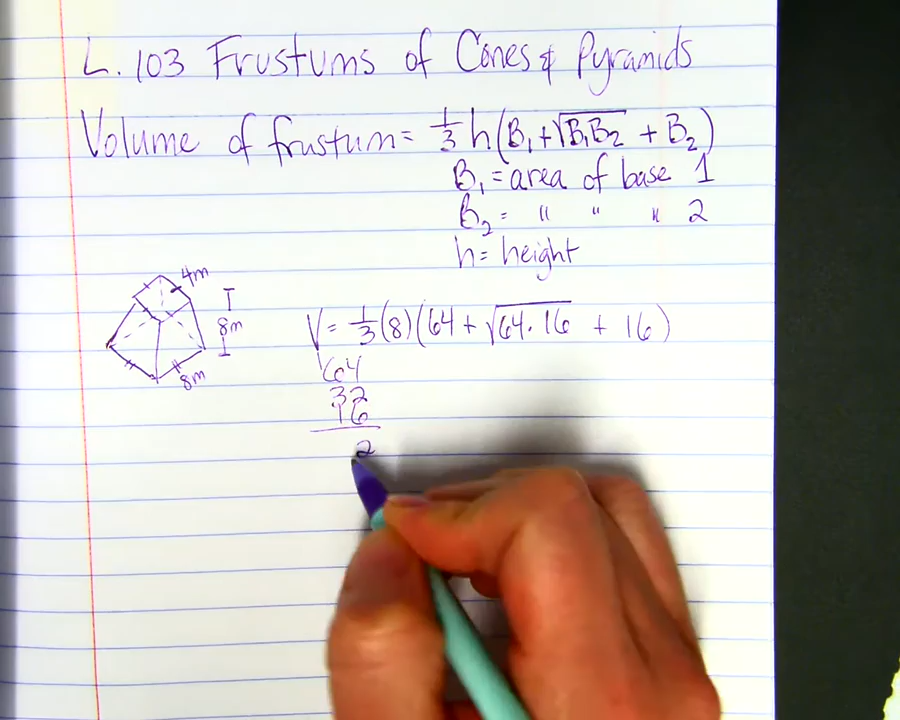 L. 103 Frustums of Cones & Pyramids
Volume of frustum = 1/3 h(B₁ + √B₁B₂ + B₂)
B₁ = area of base 1
B₂ = " " " 2
h = height
4m
8m
8m
V = 1/3 (8)(64 + √64·16 + 16)
64
32
16
2